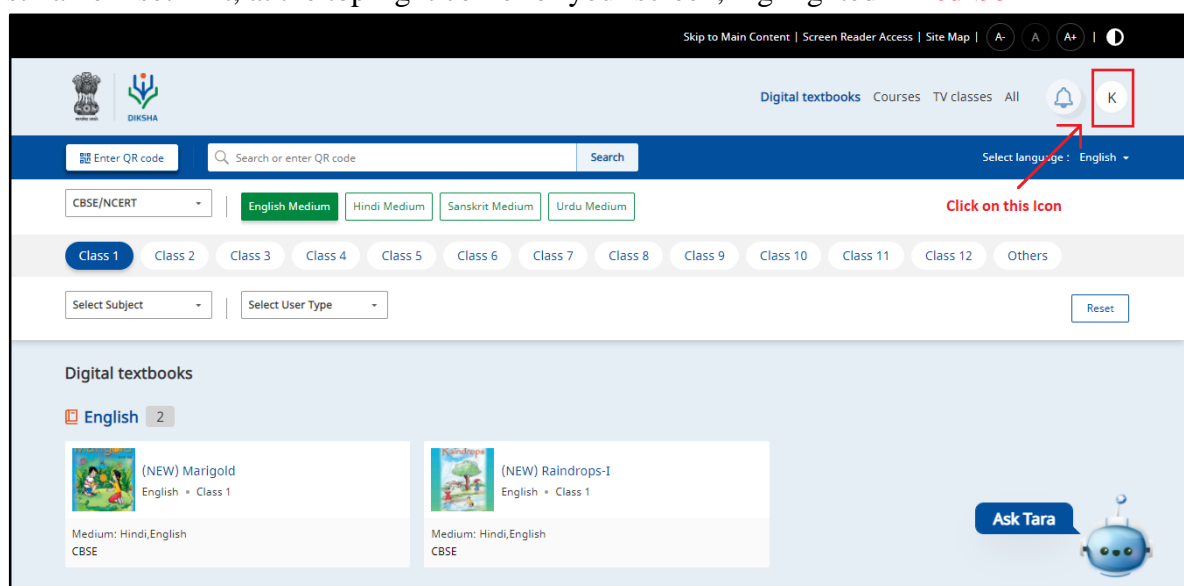 Skip to Main Content | Screen Reader Access | Site Map | A- A A+ |
DIKSHA
Digital textbooks Courses TV classes All K
Enter QR code Search or enter QR code Search Select language : English
CBSE/NCERT English Medium Hindi Medium Sanskrit Medium Urdu Medium
Click on this Icon
Class 1 Class 2 Class 3 Class 4 Class 5 Class 6 Class 7 Class 8 Class 9 Class 10 Class 11 Class 12 Others
Select Subject Select User Type Reset
Digital textbooks
English 2
(NEW) Marigold
English • Class 1
Medium: Hindi,English
CBSE
Raindrops
(NEW) Raindrops-I
English • Class 1
Medium: Hindi,English
CBSE
Ask Tara